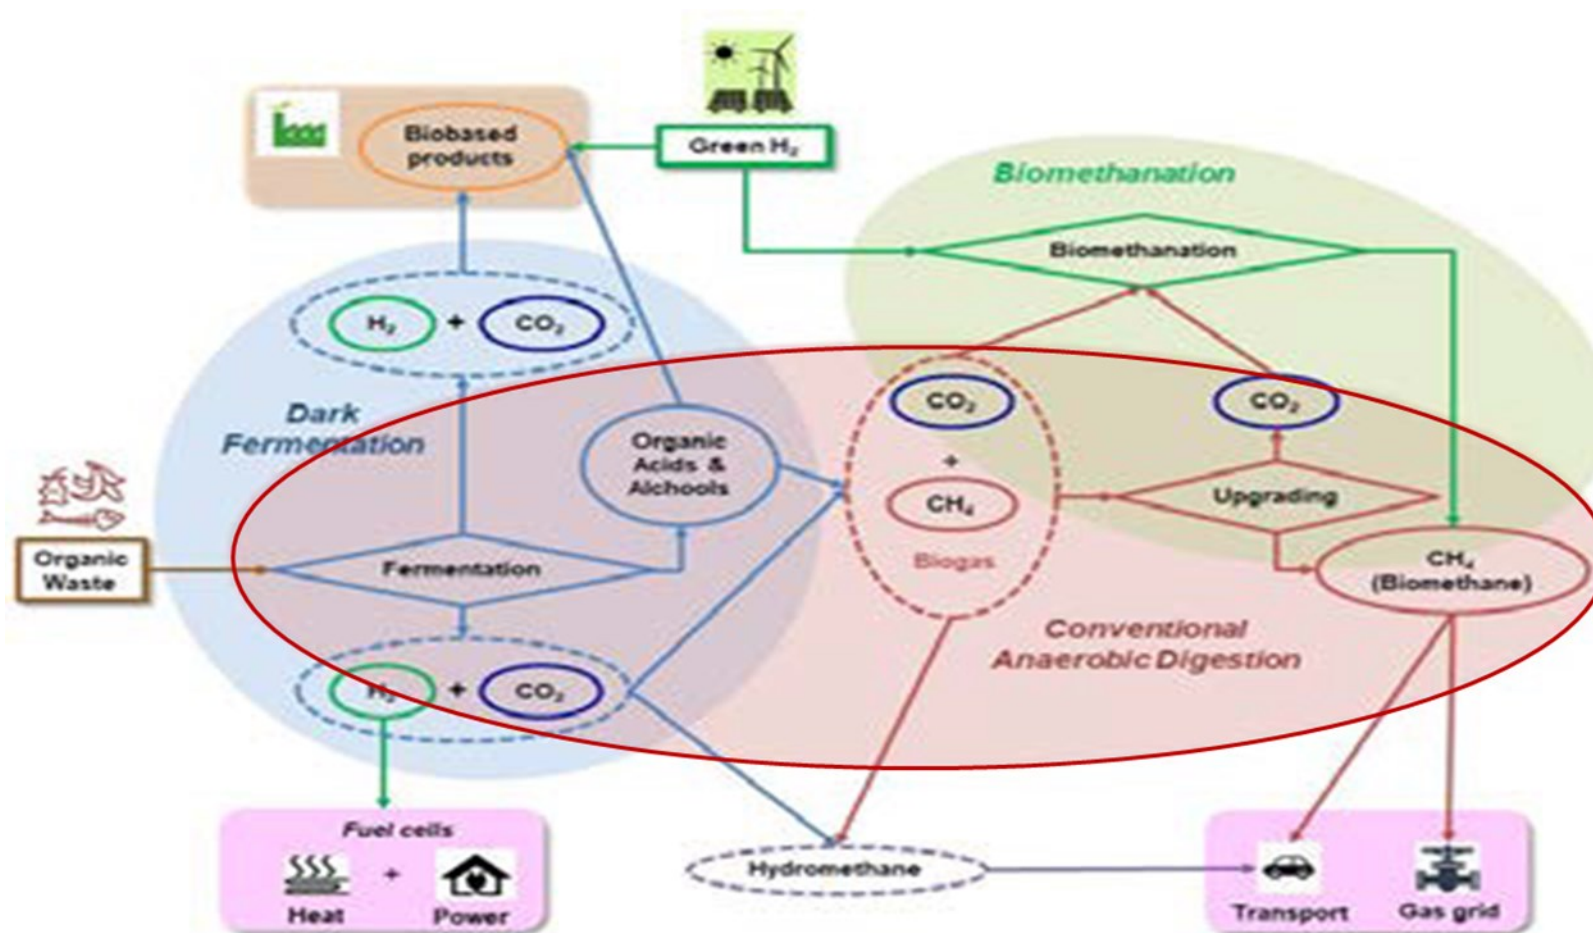 Biobased
products
Green H₂
Biomethanation
Biomethanation
H₂ + CO₂
Dark
Fermentation
Organic
Acids &
Alchools
CO₂
+
CH₄
Biogas
CO₂
Upgrading
Organic
Waste
Fermentation
CH₄
(Biomethane)
H₂ + CO₂
Conventional
Anaerobic Digestion
Fuel cells
+
Heat
Power
Hydromethane
Transport
Gas grid